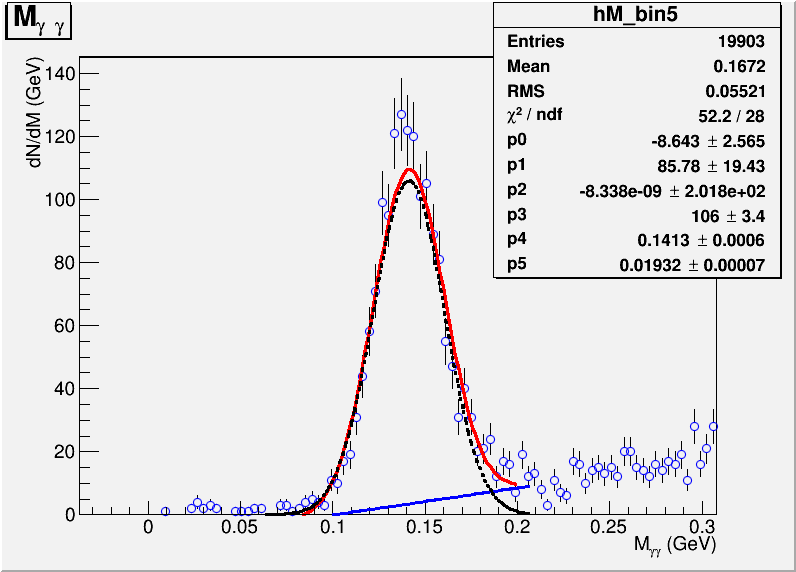 M γ γ
hM_bin5
Entries 19903
Mean 0.1672
RMS 0.05521
χ² / ndf 52.2 / 28
p0 -8.643 ± 2.565
p1 85.78 ± 19.43
p2 -8.338e-09 ± 2.018e+02
p3 106 ± 3.4
p4 0.1413 ± 0.0006
p5 0.01932 ± 0.00007
dN/dM (GeV)
140
120
100
80
60
40
20
0
0 0.05 0.1 0.15 0.2 0.25 0.3
Mγγ (GeV)